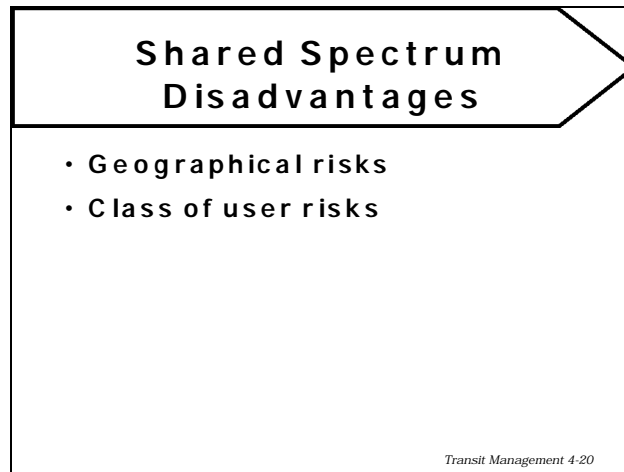 Shared Spectrum
Disadvantages
• Geographical risks
• Class of user risks
Transit Management 4-20